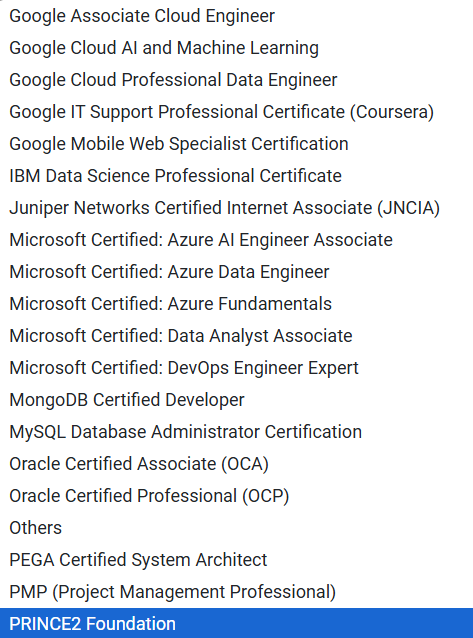 Google Associate Cloud Engineer
Google Cloud AI and Machine Learning
Google Cloud Professional Data Engineer
Google IT Support Professional Certificate (Coursera)
Google Mobile Web Specialist Certification
IBM Data Science Professional Certificate
Juniper Networks Certified Internet Associate (JNCIA)
Microsoft Certified: Azure AI Engineer Associate
Microsoft Certified: Azure Data Engineer
Microsoft Certified: Azure Fundamentals
Microsoft Certified: Data Analyst Associate
Microsoft Certified: DevOps Engineer Expert
MongoDB Certified Developer
MySQL Database Administrator Certification
Oracle Certified Associate (OCA)
Oracle Certified Professional (OCP)
Others
PEGA Certified System Architect
PMP (Project Management Professional)
PRINCE2 Foundation